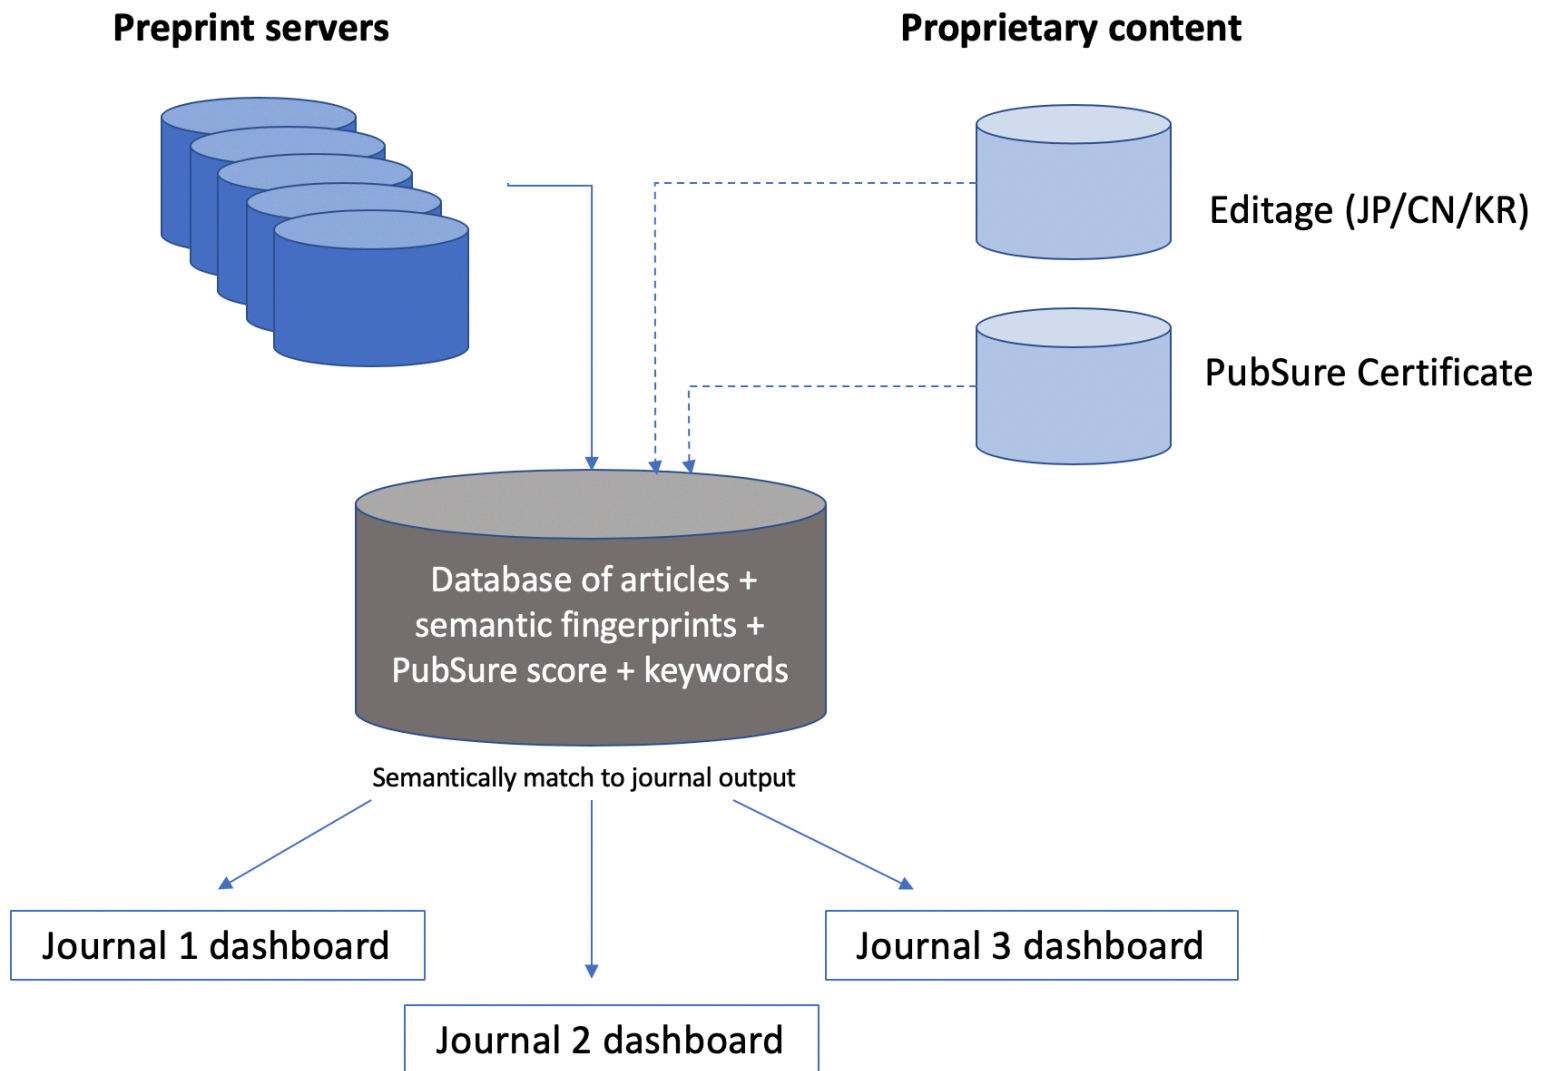 Preprint servers
Proprietary content
Editage (JP/CN/KR)
PubSure Certificate
Database of articles +
semantic fingerprints +
PubSure score + keywords
Semantically match to journal output
Journal 1 dashboard
Journal 3 dashboard
Journal 2 dashboard